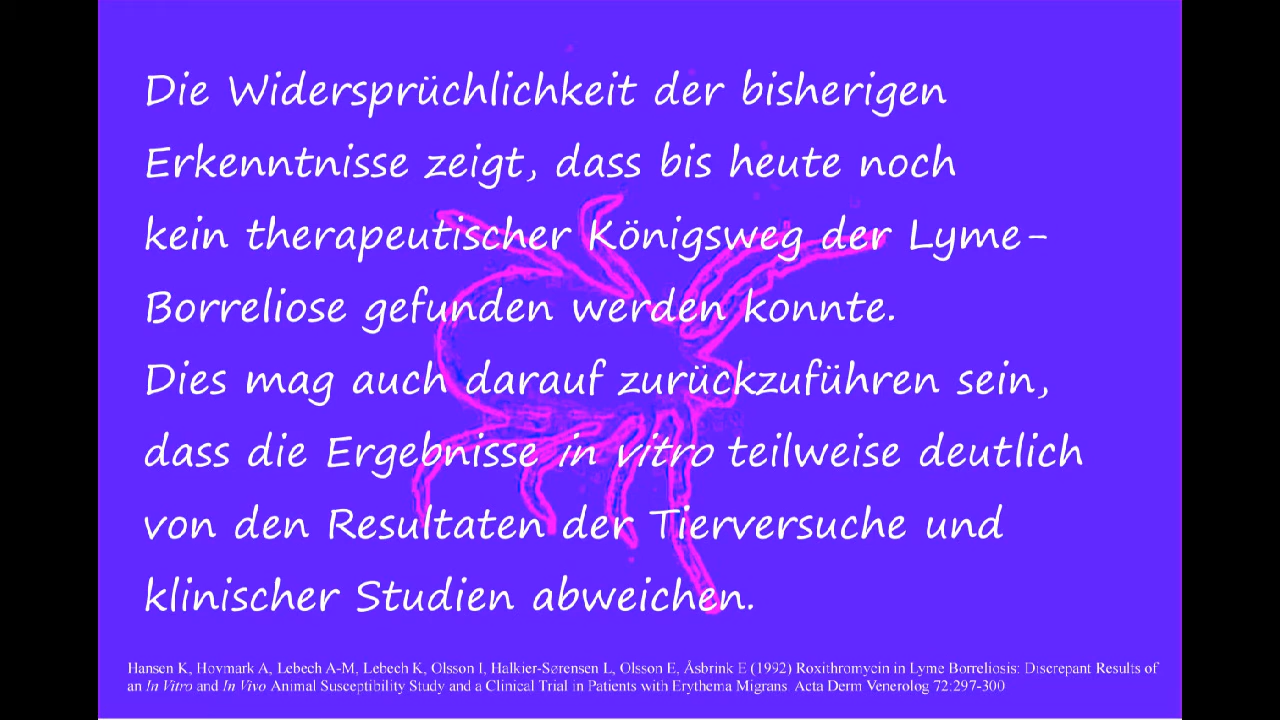 Die Widersprüchlichkeit der bisherigen
Erkenntnisse zeigt, dass bis heute noch
kein therapeutischer Königsweg der Lyme-
Borreliose gefunden werden konnte.
Dies mag auch darauf zurückzuführen sein,
dass die Ergebnisse in vitro teilweise deutlich
von den Resultaten der Tierversuche und
klinischer Studien abweichen.
Hansen K, Hovmark A, Lebech A-M, Lebech K, Olsson I, Halkier-Sørensen L, Olsson E, Åsbrink E (1992) Roxithromycin in Lyme Borreliosis: Discrepant Results of
an In Vitro and In Vivo Animal Susceptibility Study and a Clinical Trial in Patients with Erythema Migrans Acta Derm Venerolog 72:297-300